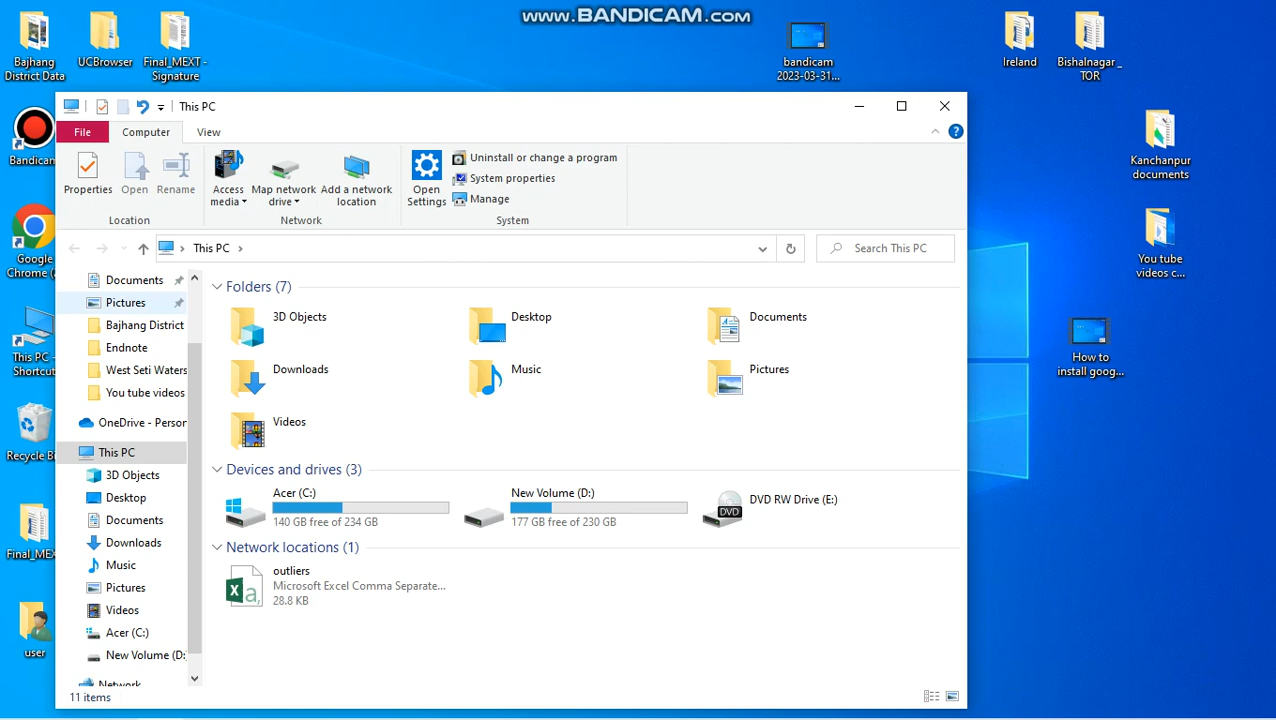 www.BANDICAM.com
Bajhang
District Data
UCBrowser
Final_MEXT -
Signature
bandicam
2023-03-31...
Ireland
Bishalnagar_
TOR
Bandicam
Google
Chrome (
This PC -
Shortcut
Recycle Bi
Final_MEX
user
Kanchanpur
documents
You tube
videos c...
How to
install goog...
This PC
File Computer View
Properties
Open
Rename
Access
media
Map network
drive
Add a network
location
Open
Settings
Uninstall or change a program
System properties
Manage
Location
Network
System
This PC
Search This PC
Documents
Pictures
Bajhang District
Endnote
West Seti Waters
You tube videos
OneDrive - Person
This PC
3D Objects
Desktop
Documents
Downloads
Music
Pictures
Videos
Acer (C:)
New Volume (D:
Network
Folders (7)
3D Objects
Desktop
Documents
Downloads
Music
Pictures
Videos
Devices and drives (3)
Acer (C:)
140 GB free of 234 GB
New Volume (D:)
177 GB free of 230 GB
DVD RW Drive (E:)
DVD
Network locations (1)
outliers
Microsoft Excel Comma Separate...
28.8 KB
11 items